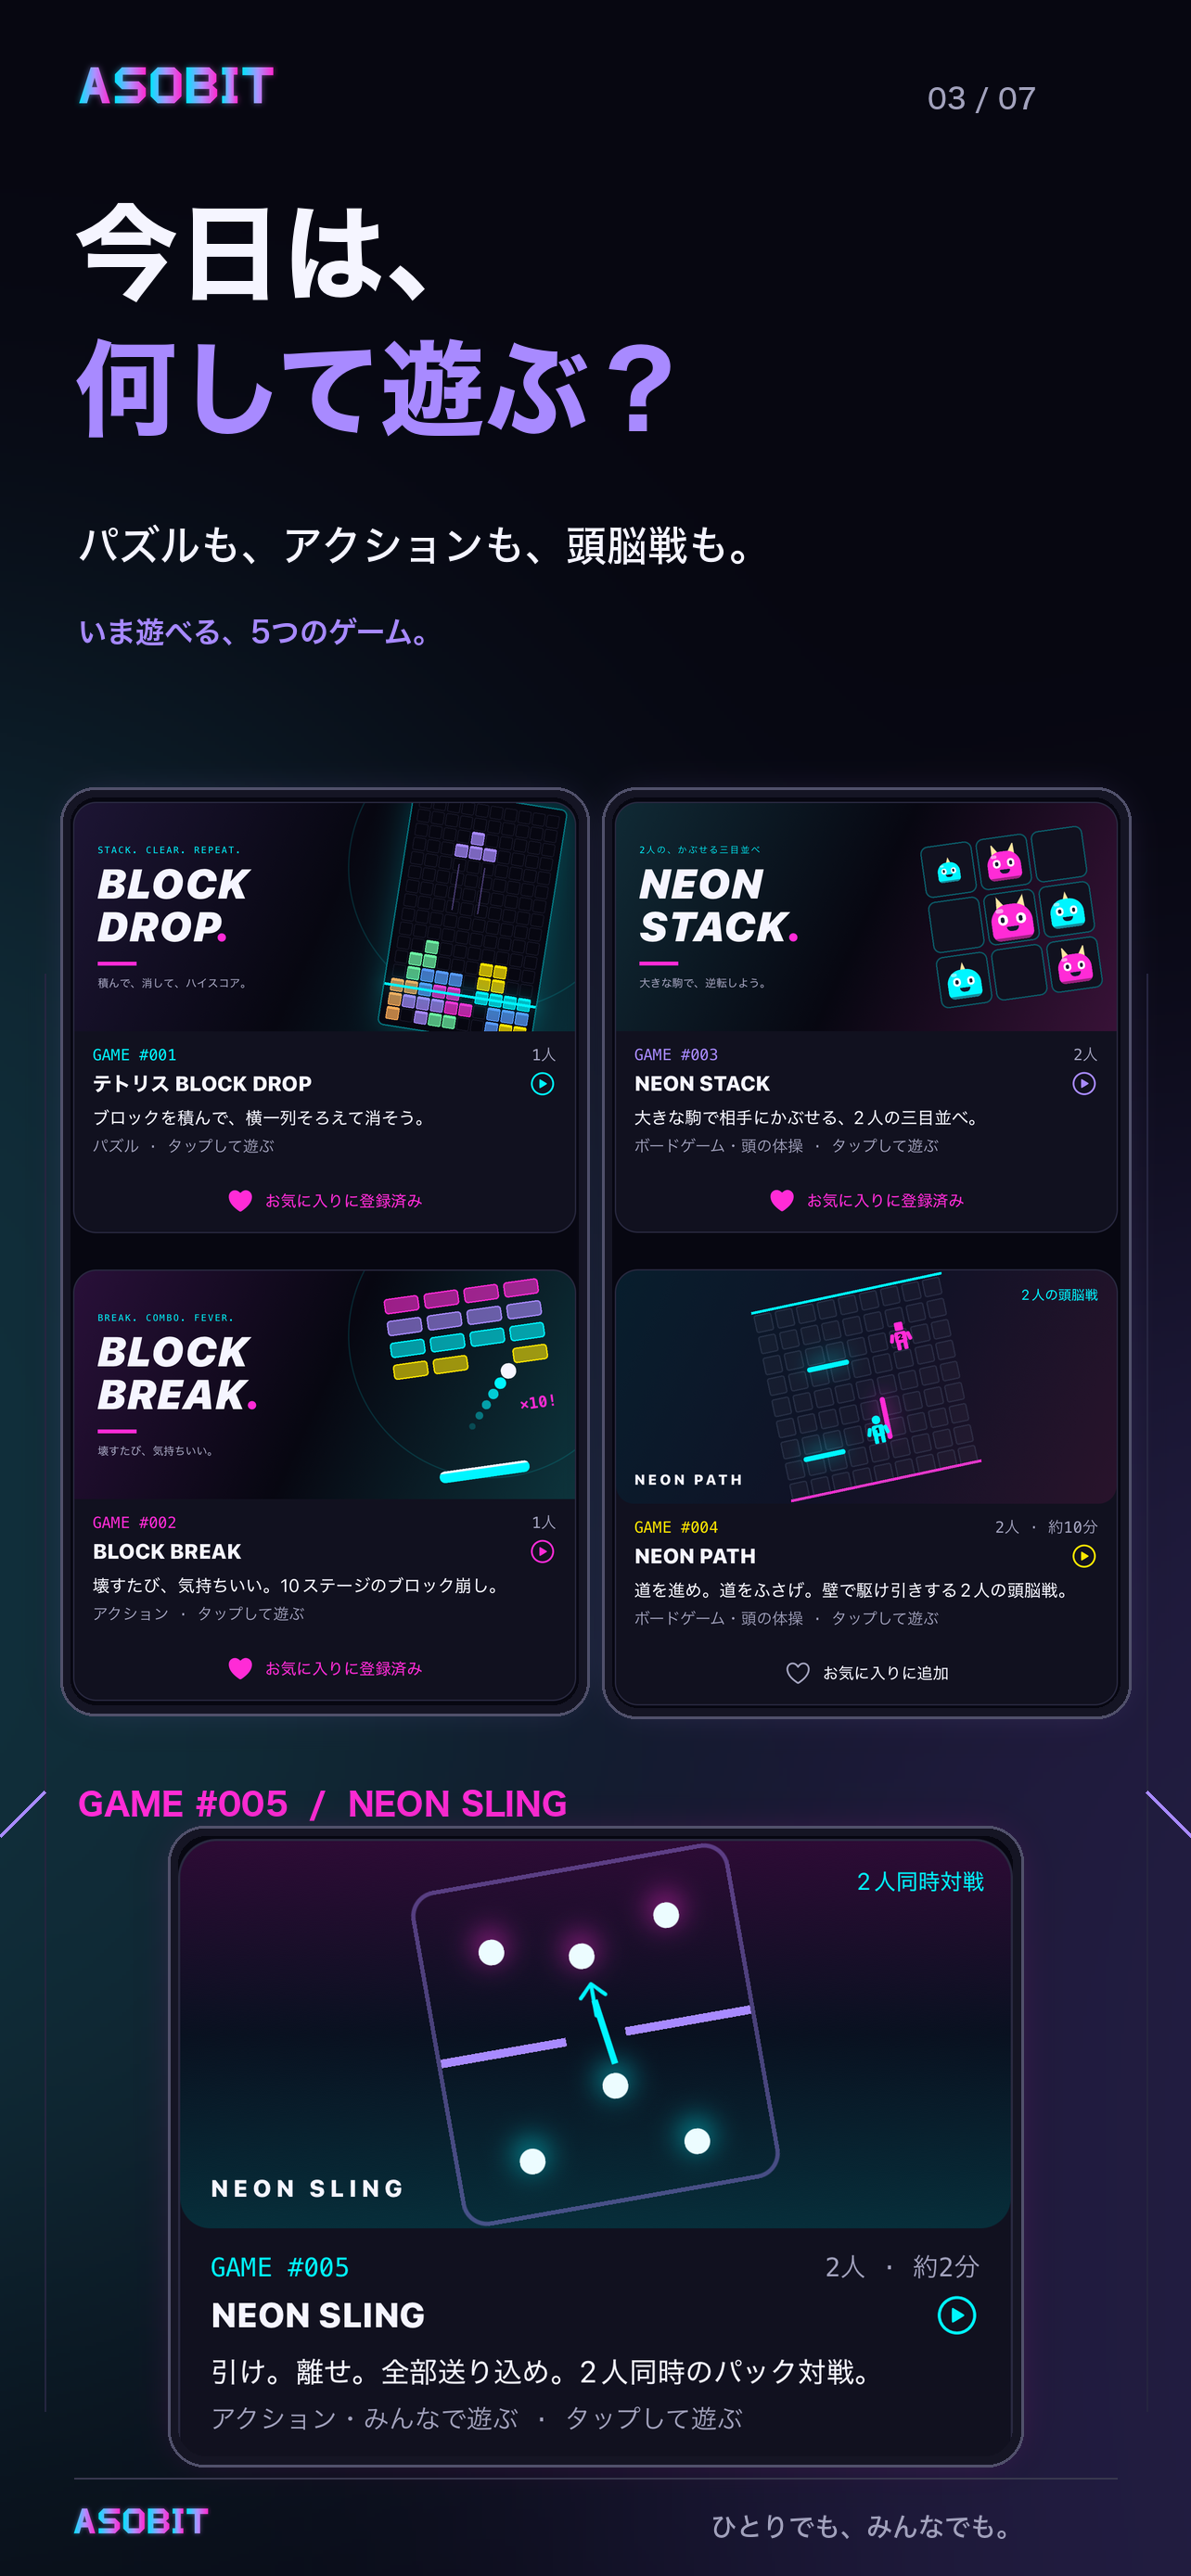 ASOBIT
03 / 07
今日は、
何して遊ぶ？
パズルも、アクションも、頭脳戦も。
いま遊べる、5つのゲーム。
STACK. CLEAR. REPEAT.
BLOCK
DROP.
積んで、消して、ハイスコア。
GAME #001
1人
テトリス BLOCK DROP
ブロックを積んで、横一列そろえて消そう。
パズル ・ タップして遊ぶ
お気に入りに登録済み
2人の、かぶせる三目並べ
NEON
STACK.
大きな駒で、逆転しよう。
GAME #003
2人
NEON STACK
大きな駒で相手にかぶせる、2人の三目並べ。
ボードゲーム・頭の体操 ・ タップして遊ぶ
お気に入りに登録済み
BREAK. COMBO. FEVER.
BLOCK
BREAK.
壊すたび、気持ちいい。
×10!
GAME #002
1人
BLOCK BREAK
壊すたび、気持ちいい。10ステージのブロック崩し。
アクション ・ タップして遊ぶ
お気に入りに登録済み
2人の頭脳戦
NEON PATH
GAME #004
2人 ・ 約10分
NEON PATH
道を進め。道をふさげ。壁で駆け引きする2人の頭脳戦。
ボードゲーム・頭の体操 ・ タップして遊ぶ
お気に入りに追加
GAME #005 / NEON SLING
2人同時対戦
NEON SLING
GAME #005
2人 ・ 約2分
NEON SLING
引け。離せ。全部送り込め。2人同時のパック対戦。
アクション・みんなで遊ぶ ・ タップして遊ぶ
ASOBIT
ひとりでも、みんなでも。